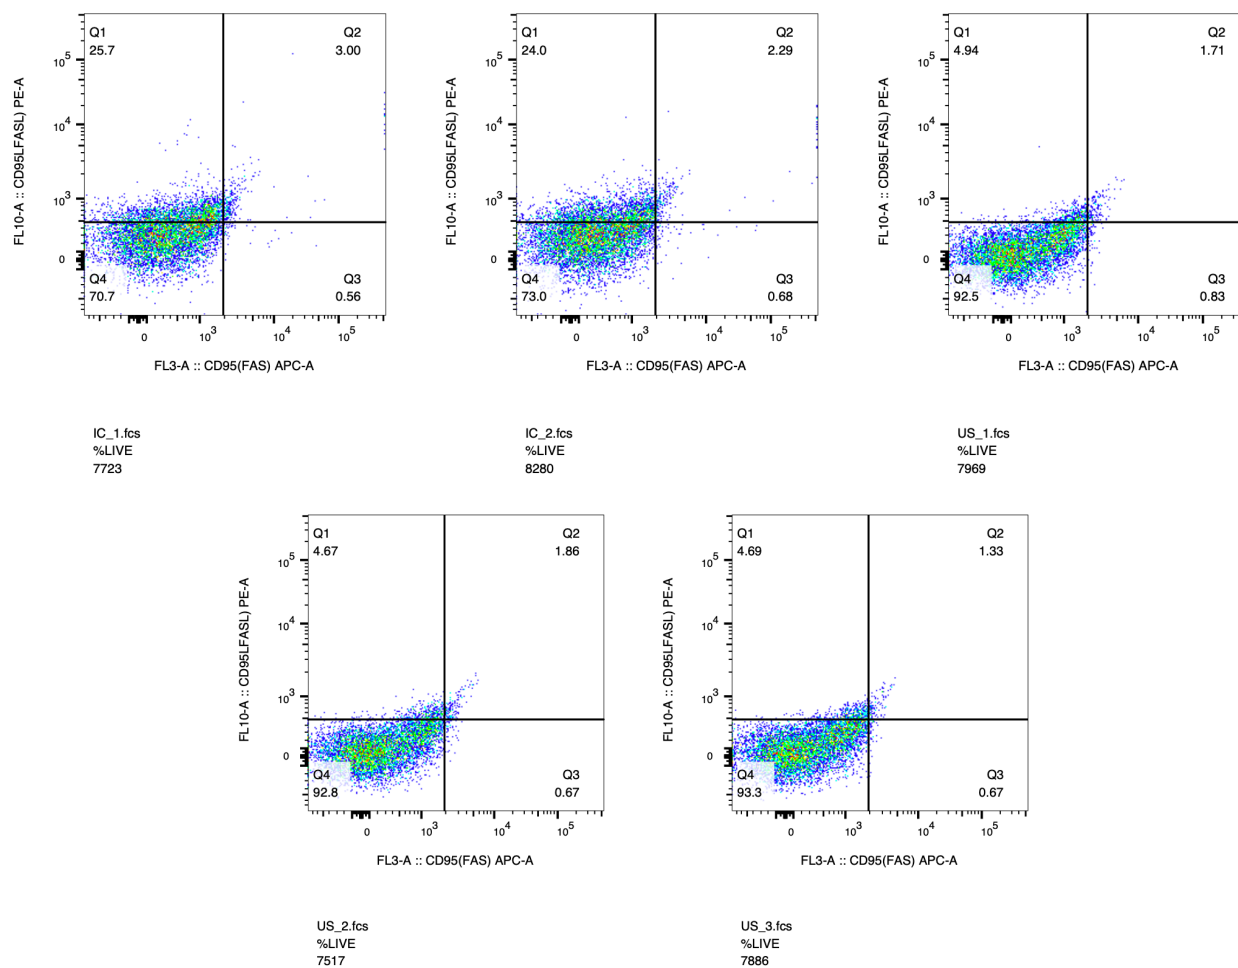 Q1
25.7
Q2
3.00
Q4
70.7
Q3
0.56
10^5
10^4
10^3
0
0
10^3
10^4
10^5
FL10-A :: CD95LFASL) PE-A
FL3-A :: CD95(FAS) APC-A
IC_1.fcs
%LIVE
7723
Q1
24.0
Q2
2.29
Q4
73.0
Q3
0.68
10^5
10^4
10^3
0
0
10^3
10^4
10^5
FL10-A :: CD95LFASL) PE-A
FL3-A :: CD95(FAS) APC-A
IC_2.fcs
%LIVE
8280
Q1
4.94
Q2
1.71
Q4
92.5
Q3
0.83
10^5
10^4
10^3
0
0
10^3
10^4
10^5
FL10-A :: CD95LFASL) PE-A
FL3-A :: CD95(FAS) APC-A
US_1.fcs
%LIVE
7969
Q1
4.67
Q2
1.86
Q4
92.8
Q3
0.67
10^5
10^4
10^3
0
0
10^3
10^4
10^5
FL10-A :: CD95LFASL) PE-A
FL3-A :: CD95(FAS) APC-A
US_2.fcs
%LIVE
7517
Q1
4.69
Q2
1.33
Q4
93.3
Q3
0.67
10^5
10^4
10^3
0
0
10^3
10^4
10^5
FL10-A :: CD95LFASL) PE-A
FL3-A :: CD95(FAS) APC-A
US_3.fcs
%LIVE
7886